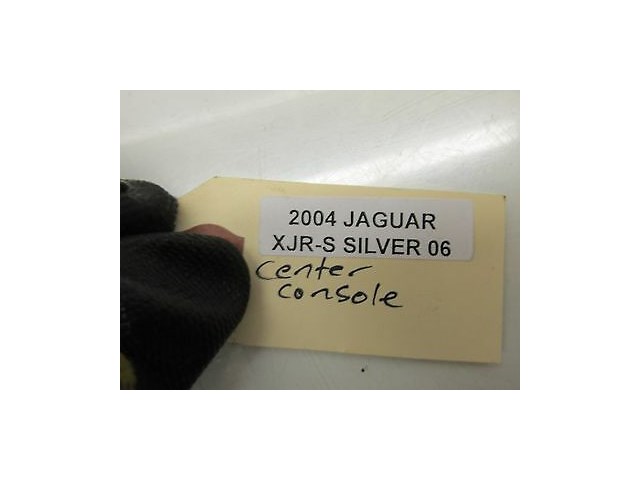 2004 JAGUAR
XJR-S SILVER 06
center
console